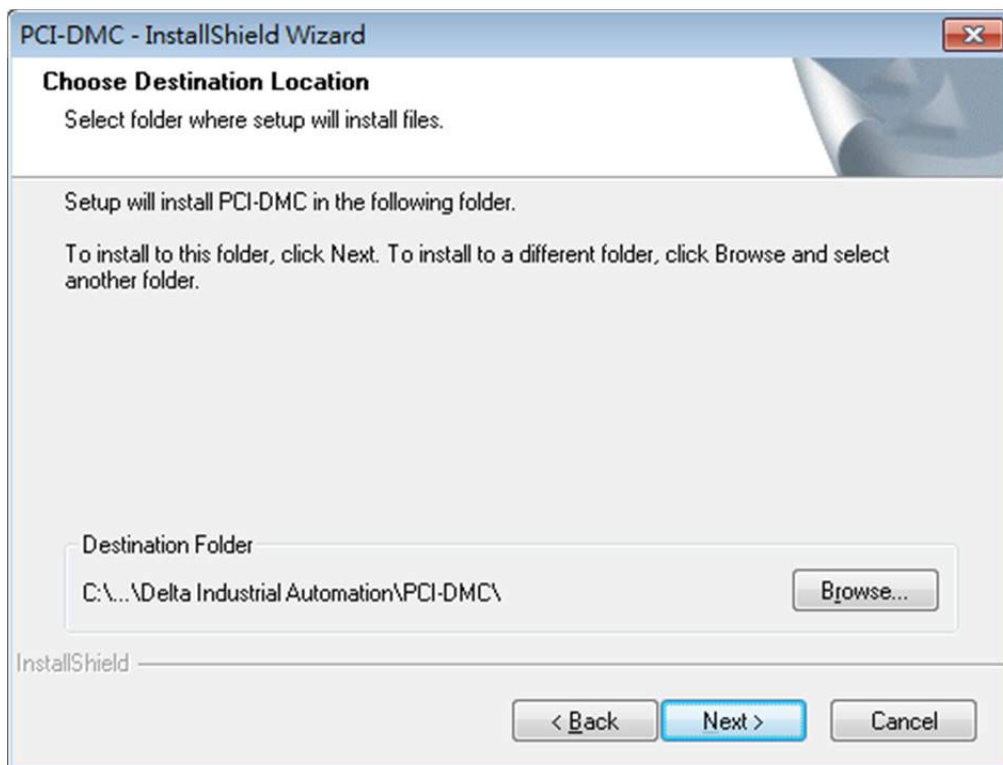 PCI-DMC - InstallShield Wizard
Choose Destination Location
Select folder where setup will install files.
Setup will install PCI-DMC in the following folder.
To install to this folder, click Next. To install to a different folder, click Browse and select
another folder.
Destination Folder
C:\...\Delta Industrial Automation\PCI-DMC\
Browse...
InstallShield
< Back
Next >
Cancel